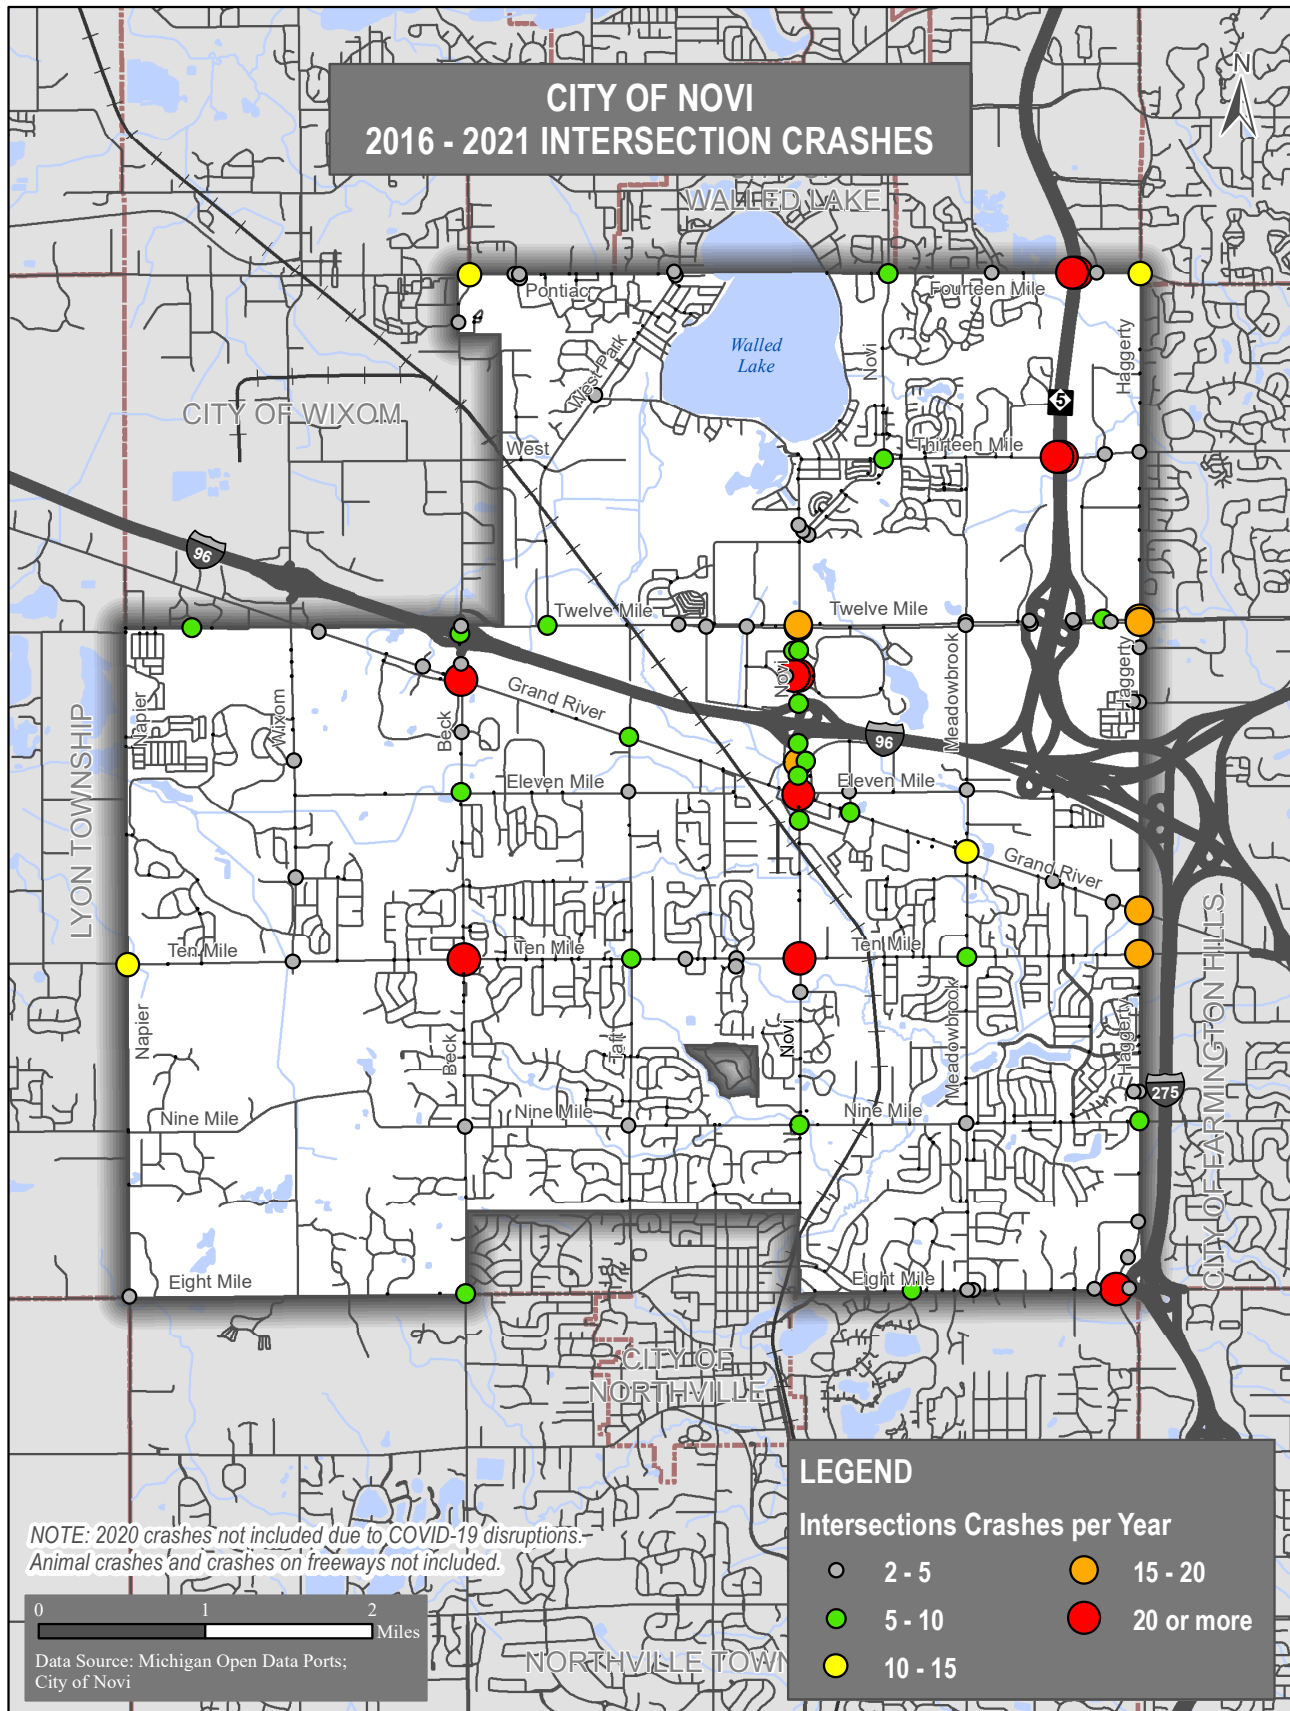 CITY OF NOVI
2016 - 2021 INTERSECTION CRASHES
N
WALLED LAKE
Pontiac
Fourteen Mile
Walled
Lake
Novi
Haggerty
West Park
5
CITY OF WIXOM
West
Thirteen Mile
96
Twelve Mile
Twelve Mile
Meadowbrook
Haggerty
Novi
Grand River
Napier
Wixom
Beck
LYON TOWNSHIP
96
Eleven Mile
Eleven Mile
Grand River
Ten Mile
Ten Mile
Ten Mile
CITY OF FARMINGTON HILLS
Napier
Beck
Taft
Novi
Meadowbrook
Haggerty
275
Nine Mile
Nine Mile
Nine Mile
Eight Mile
Eight Mile
CITY OF
NORTHVILLE
LEGEND
Intersections Crashes per Year
2 - 5
15 - 20
5 - 10
20 or more
10 - 15
NOTE: 2020 crashes not included due to COVID-19 disruptions.
Animal crashes and crashes on freeways not included.
0 1 2
Miles
Data Source: Michigan Open Data Ports;
City of Novi
NORTHVILLE TOWN